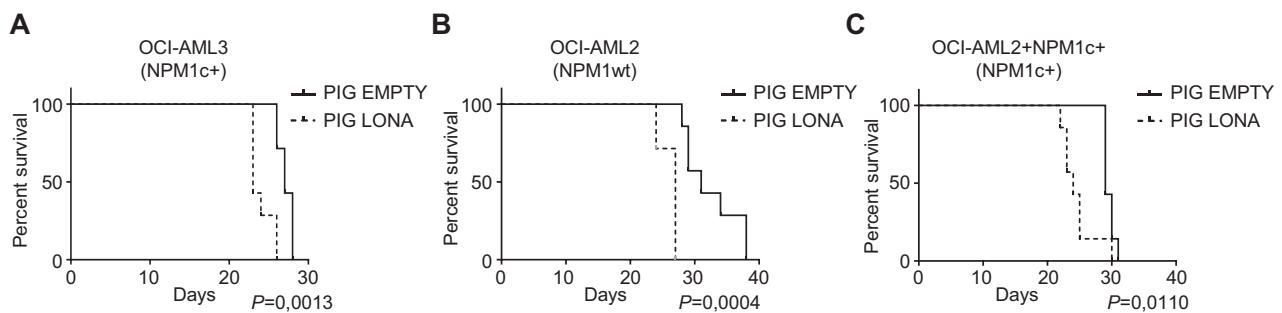 A
OCI-AML3
(NPM1c+)
PIG EMPTY
PIG LONA
Percent survival
100
50
0
0 10 20 30
Days
P=0,0013
B
OCI-AML2
(NPM1wt)
PIG EMPTY
PIG LONA
Percent survival
100
50
0
0 10 20 30 40
Days
P=0,0004
C
OCI-AML2+NPM1c+
(NPM1c+)
PIG EMPTY
PIG LONA
Percent survival
100
50
0
0 10 20 30 40
Days
P=0,0110